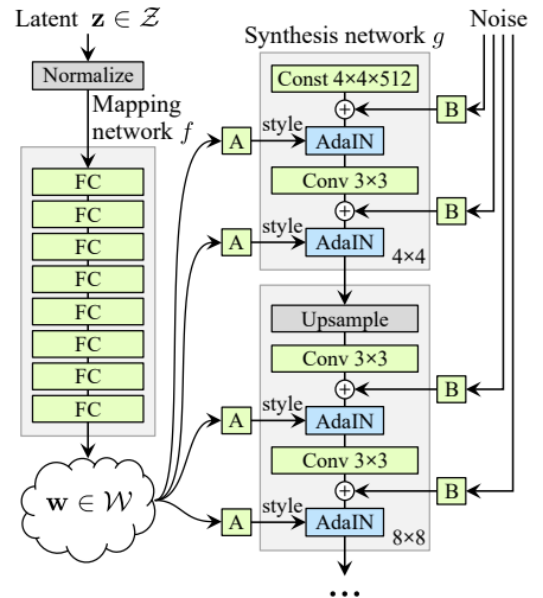 Latent z ∈ 𝒵
Normalize
Mapping
network f
FC
FC
FC
FC
FC
FC
FC
FC
w ∈ 𝒲
Synthesis network g
Noise
Const 4×4×512
B
A
style
AdaIN
Conv 3×3
B
A
style
AdaIN
4×4
Upsample
Conv 3×3
B
A
style
AdaIN
Conv 3×3
B
A
style
AdaIN
8×8
...